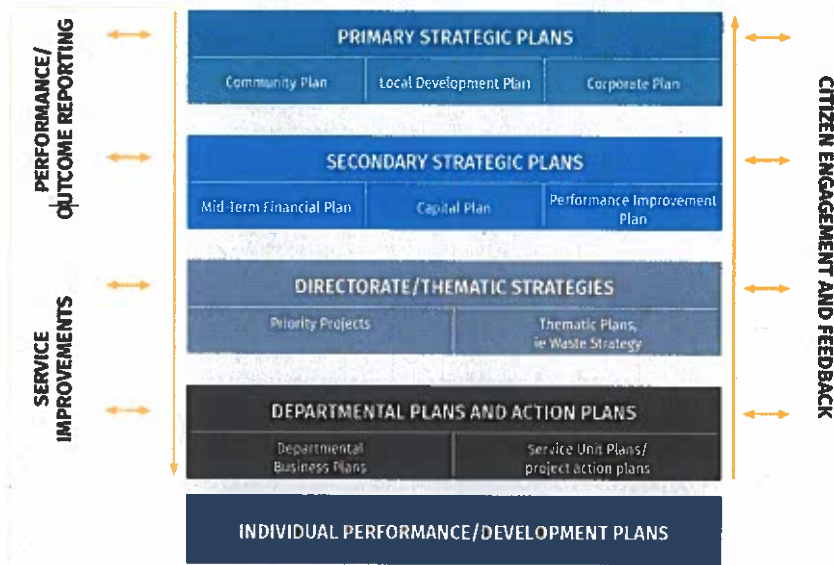 PERFORMANCE/
OUTCOME REPORTING
SERVICE
IMPROVEMENTS
PRIMARY STRATEGIC PLANS
Community Plan
Local Development Plan
Corporate Plan
SECONDARY STRATEGIC PLANS
Mid-Term Financial Plan
Capital Plan
Performance Improvement
Plan
DIRECTORATE/THEMATIC STRATEGIES
Priority Projects
Thematic Plans,
ie Waste Strategy
DEPARTMENTAL PLANS AND ACTION PLANS
Departmental
Business Plans
Service Unit Plans/
project action plans
INDIVIDUAL PERFORMANCE/DEVELOPMENT PLANS
CITIZEN ENGAGEMENT AND FEEDBACK